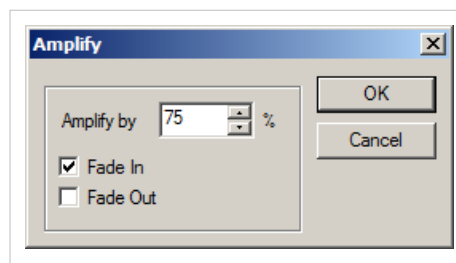 Amplify
OK
Amplify by 75 %
Cancel
Fade In
Fade Out